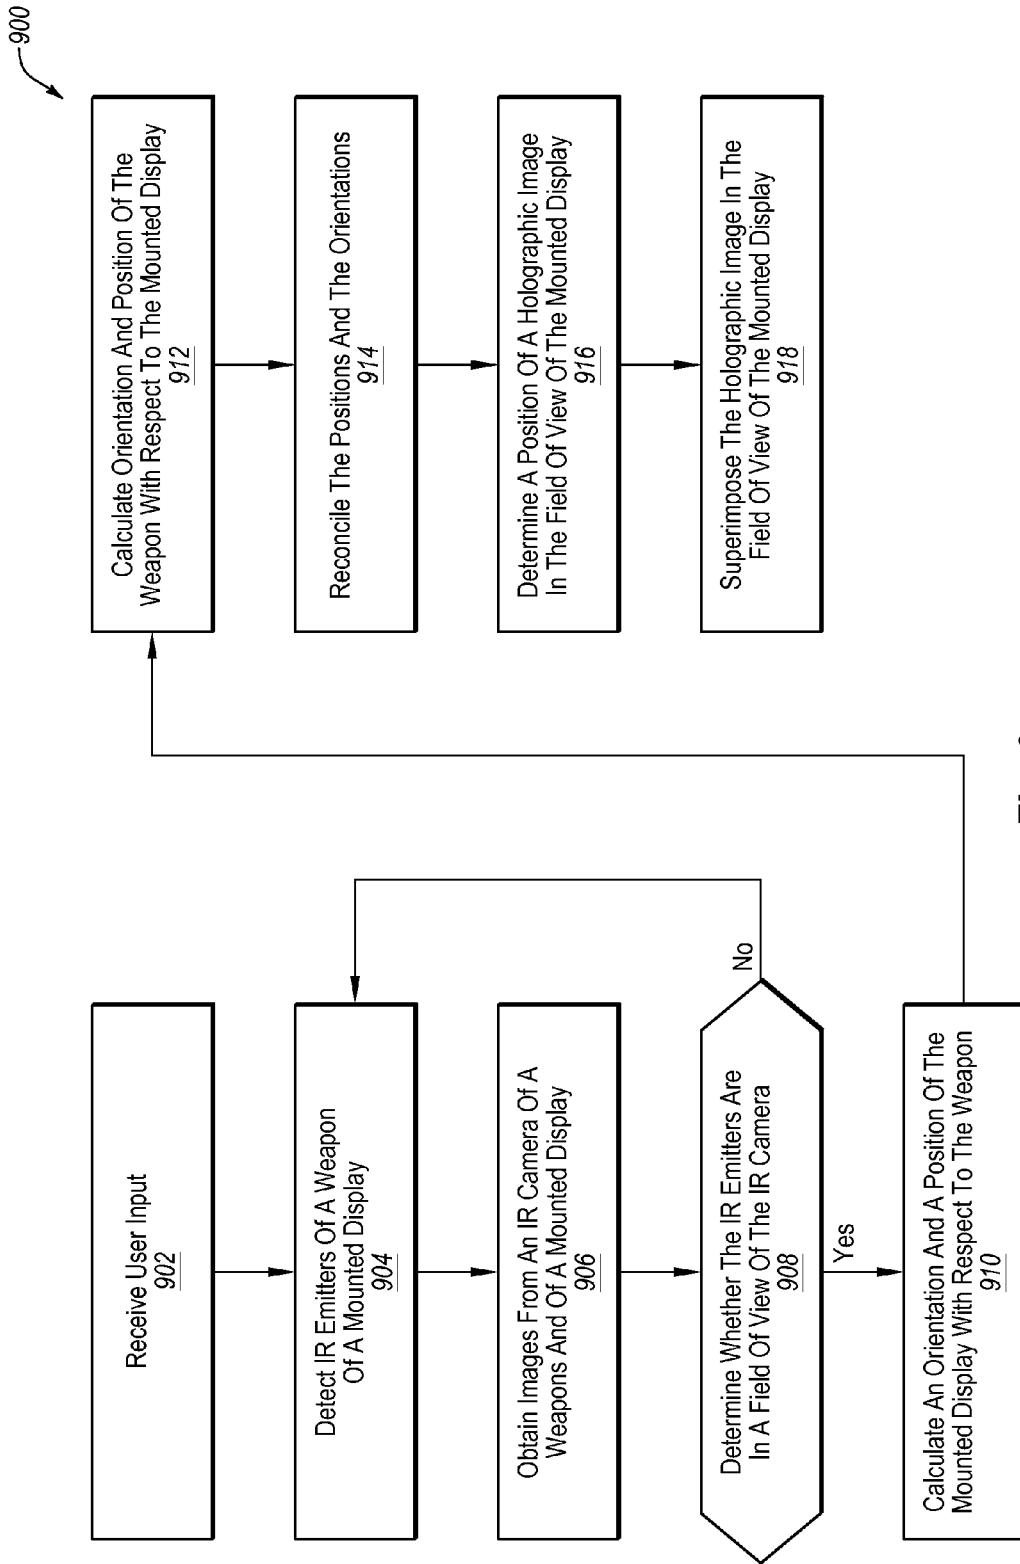 900
Receive User Input
902
Detect IR Emitters Of A Weapon
Of A Mounted Display
904
Obtain Images From An IR Camera Of A
Weapons And Of A Mounted Display
906
Determine Whether The IR Emitters Are
In A Field Of View Of The IR Camera
908
No
Yes
Calculate An Orientation And A Position Of The
Mounted Display With Respect To The Weapon
910
Calculate Orientation And Position Of The
Weapon With Respect To The Mounted Display
912
Reconcile The Positions And The Orientations
914
Determine A Position Of A Holographic Image
In The Field Of View Of The Mounted Display
916
Superimpose The Holographic Image In The
Field Of View Of The Mounted Display
918